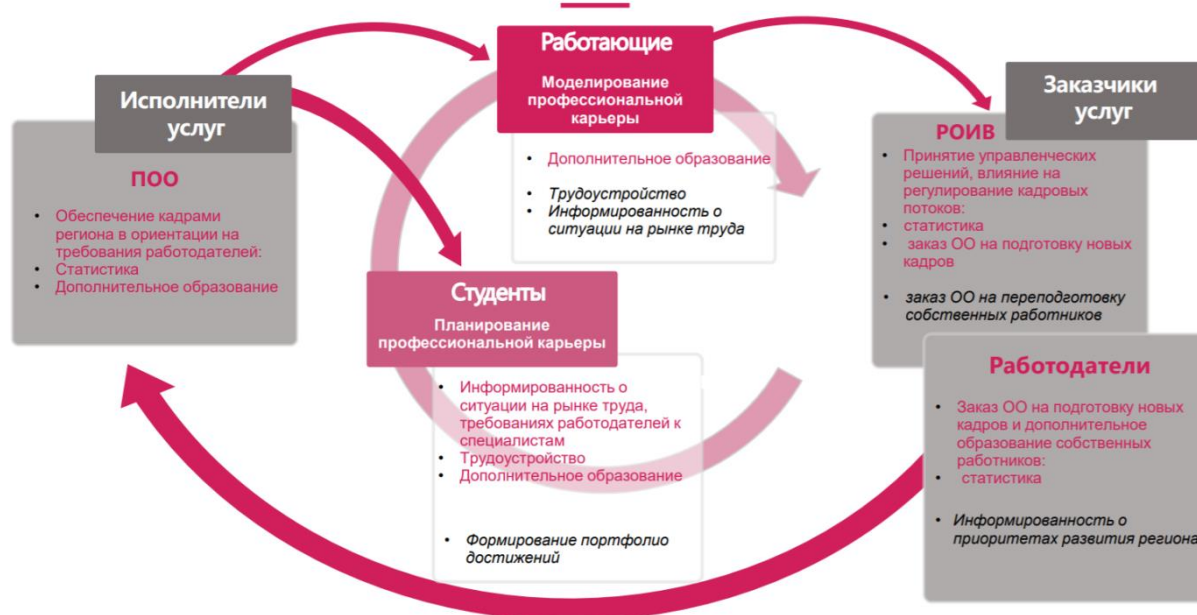 Исполнители
услуг
ПОО
• Обеспечение кадрами
региона в ориентации на
требования работодателей:
• Статистика
• Дополнительное образование
Работающие
Моделирование
профессиональной
карьеры
• Дополнительное образование
• Трудоустройство
• Информированность о
ситуации на рынке труда
Студенты
Планирование
профессиональной карьеры
• Информированность о
ситуации на рынке труда,
требованиях работодателей к
специалистам
• Трудоустройство
• Дополнительное образование
• Формирование портфолио
достижений
Заказчики
услуг
РОИВ
• Принятие управленческих
решений, влияние на
регулирование кадровых
потоков:
• статистика
• заказ ОО на подготовку новых
кадров
• заказ ОО на переподготовку
собственных работников
Работодатели
• Заказ ОО на подготовку новых
кадров и дополнительное
образование собственных
работников:
• статистика
• Информированность о
приоритетах развития региона